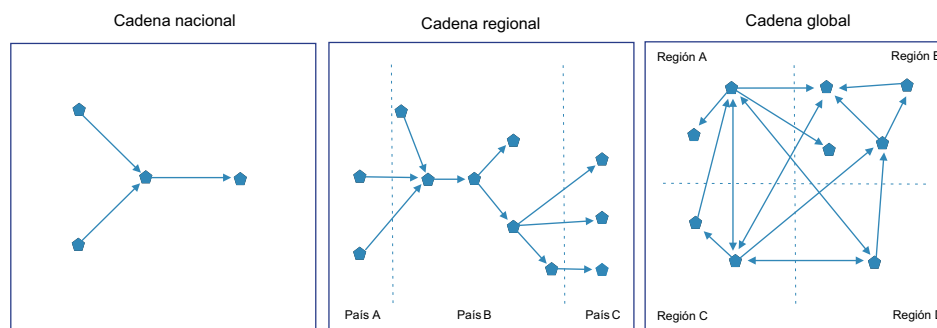 Cadena nacional
Cadena regional
Cadena global
Región A
Región B
País A
País B
País C
Región C
Región D